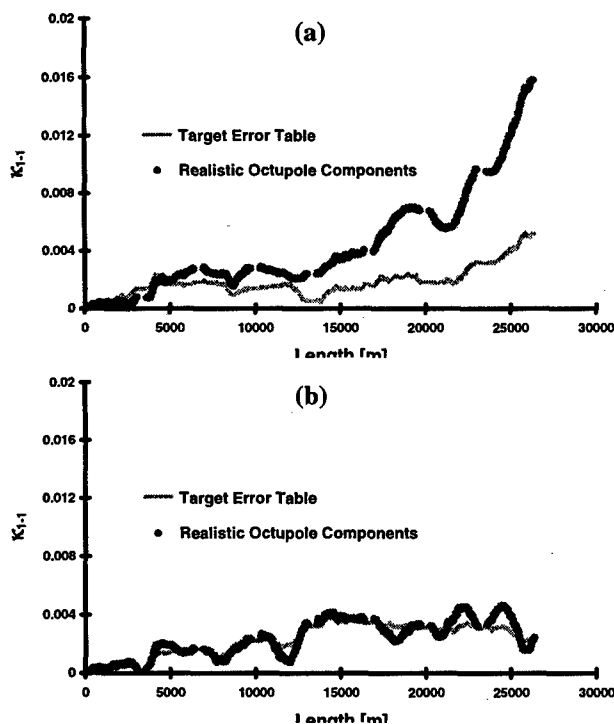 0.02
(a)
0.016
Target Error Table
0.012
Realistic Octupole Components
κ1-1
0.008
0.004
0
0 5000 10000 15000 20000 25000 30000
Length [m]
0.02
(b)
0.016
Target Error Table
0.012
Realistic Octupole Components
κ1-1
0.008
0.004
0
0 5000 10000 15000 20000 25000 30000
Length [m]